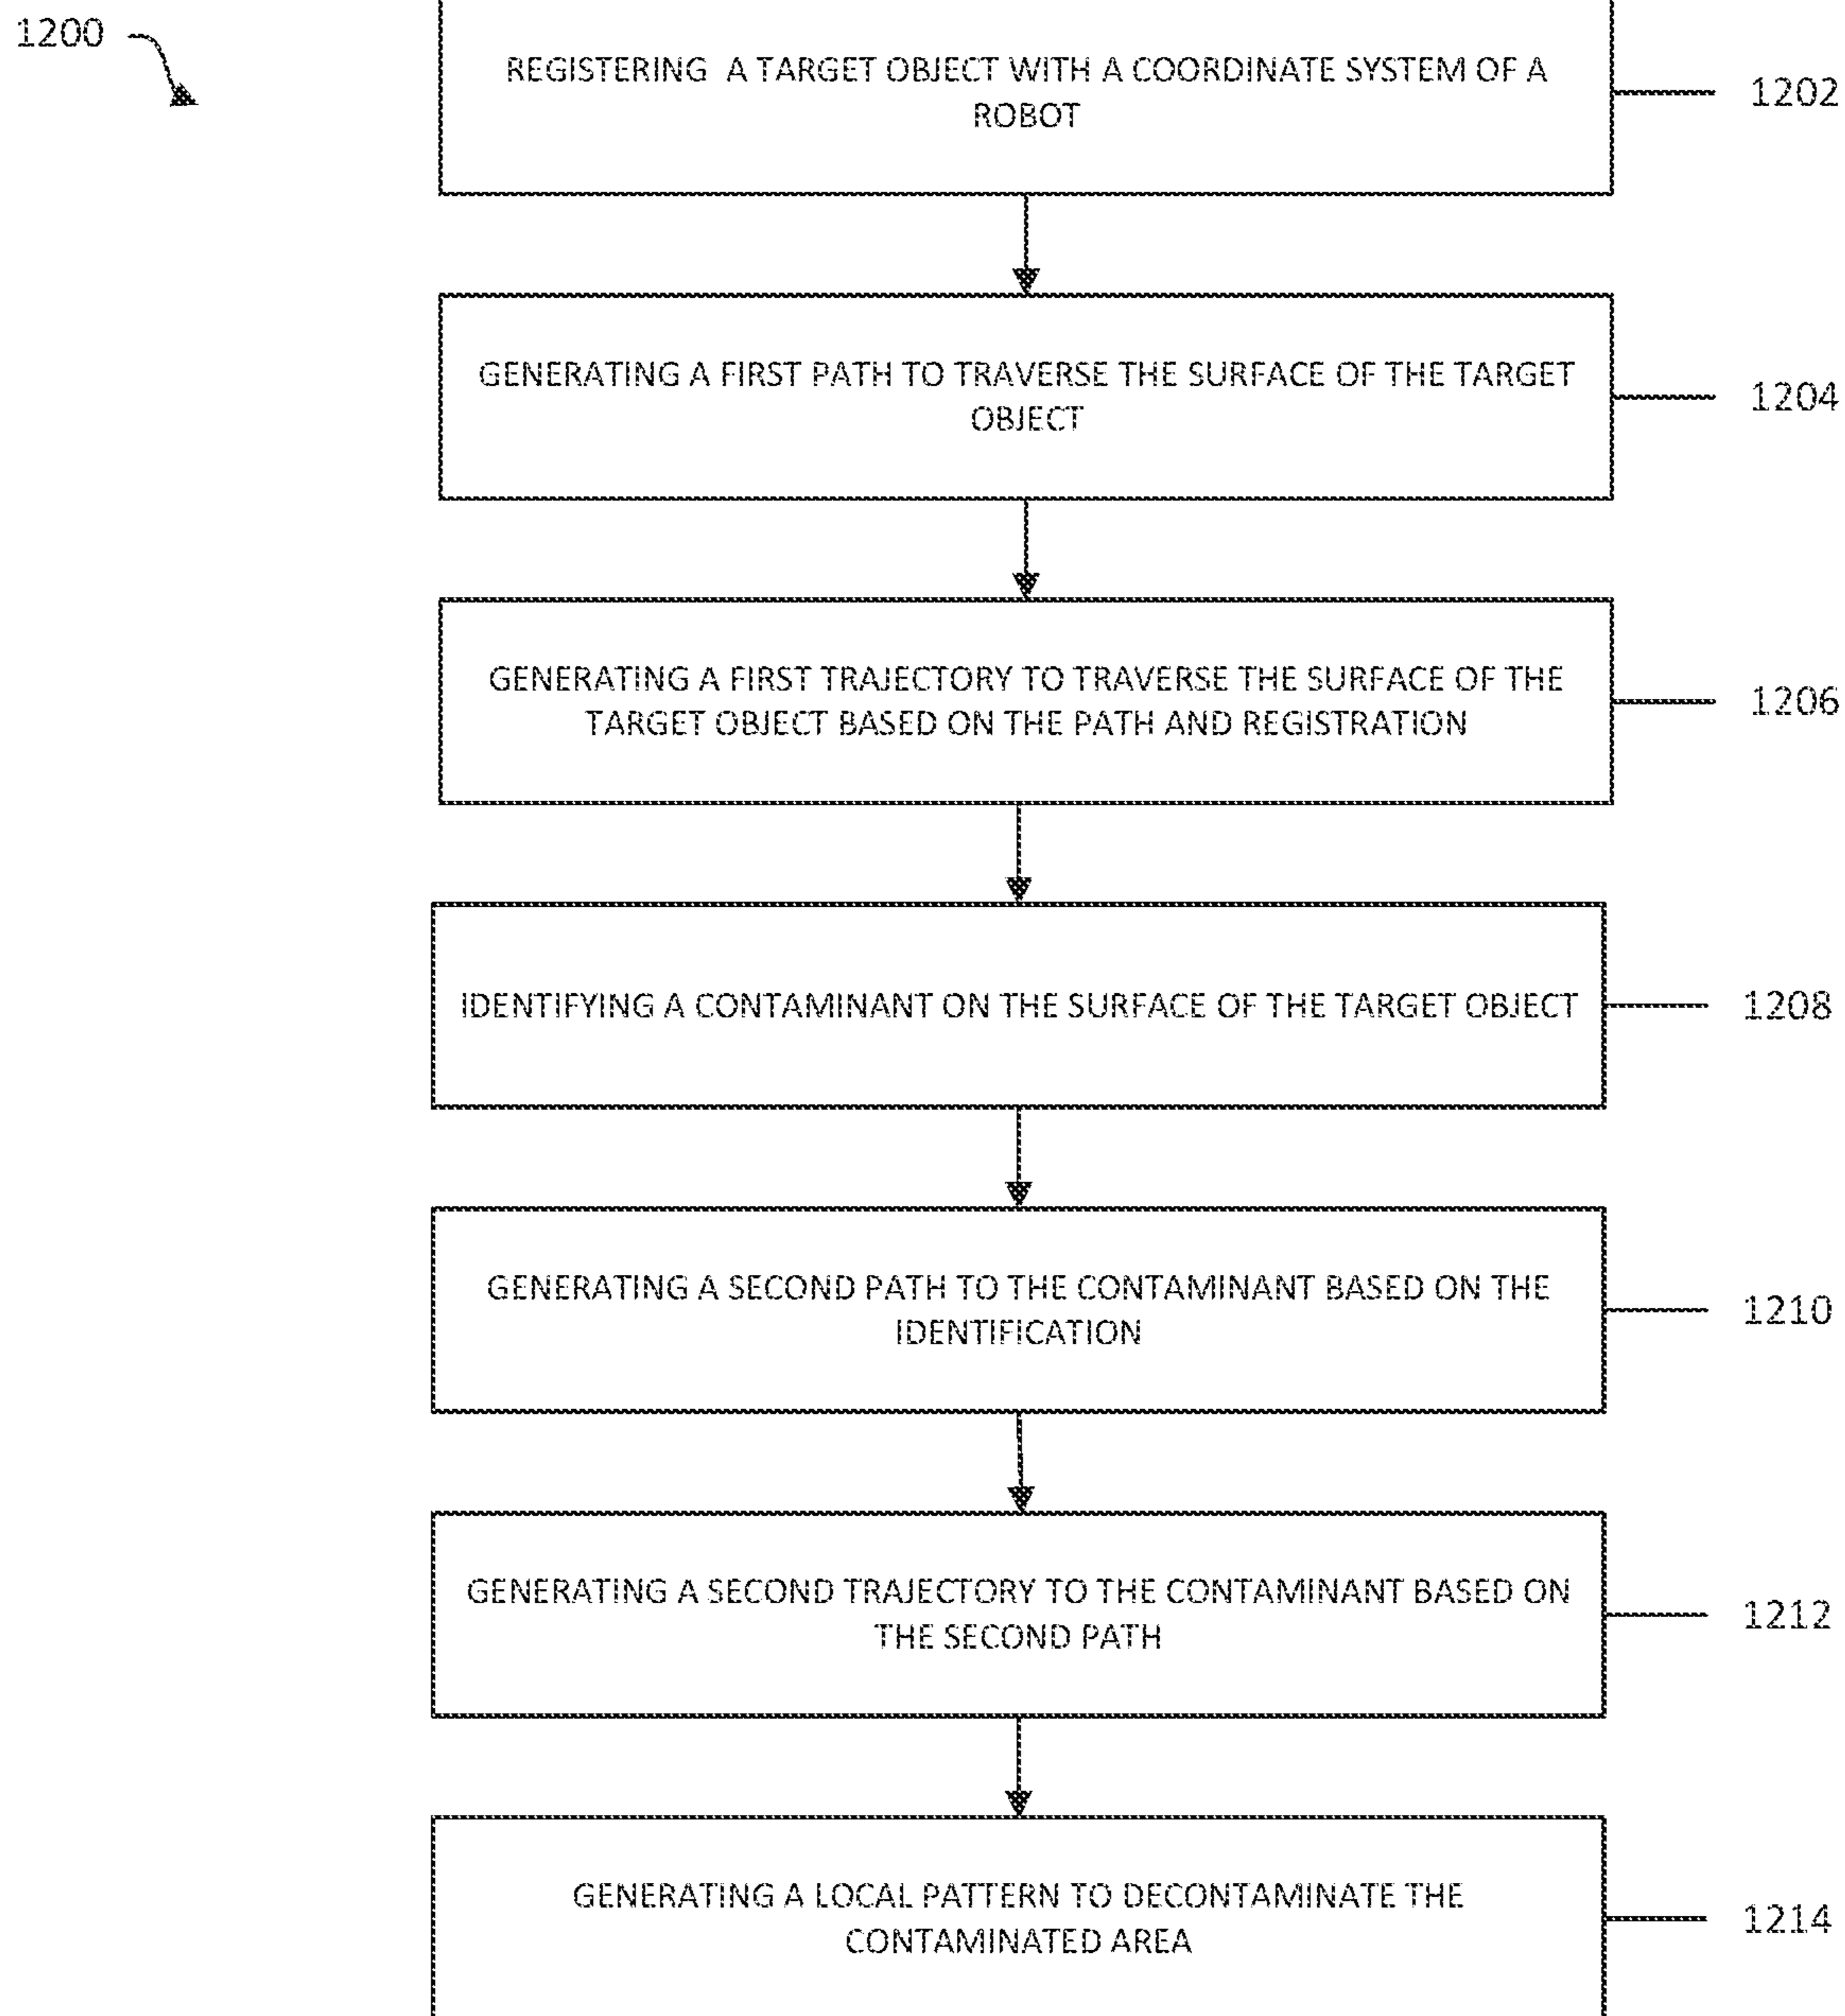 1200
REGISTERING A TARGET OBJECT WITH A COORDINATE SYSTEM OF A
ROBOT
1202
GENERATING A FIRST PATH TO TRAVERSE THE SURFACE OF THE TARGET
OBJECT
1204
GENERATING A FIRST TRAJECTORY TO TRAVERSE THE SURFACE OF THE
TARGET OBJECT BASED ON THE PATH AND REGISTRATION
1206
IDENTIFYING A CONTAMINANT ON THE SURFACE OF THE TARGET OBJECT
1208
GENERATING A SECOND PATH TO THE CONTAMINANT BASED ON THE
IDENTIFICATION
1210
GENERATING A SECOND TRAJECTORY TO THE CONTAMINANT BASED ON
THE SECOND PATH
1212
GENERATING A LOCAL PATTERN TO DECONTAMINATE THE
CONTAMINATED AREA
1214